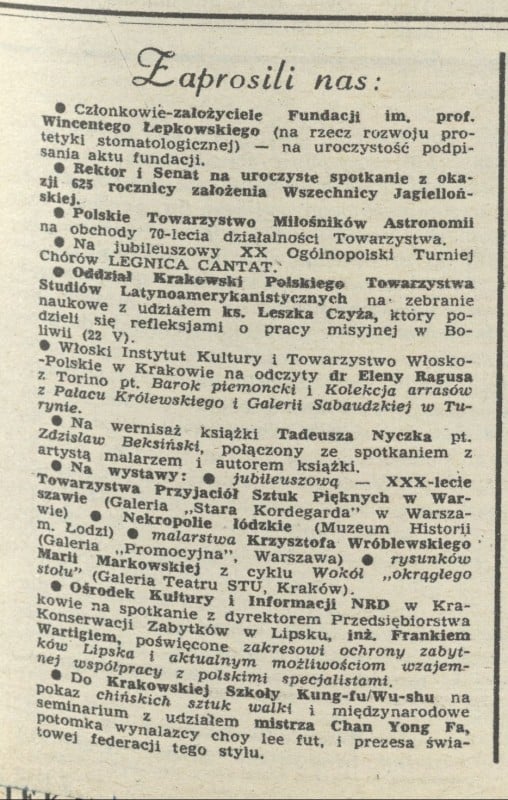 Zaprosili nas:
● Członkowie-założyciele Fundacji im. prof.
Wincentego Łepkowskiego (na rzecz rozwoju pro-
tetyki stomatologicznej) — na uroczystość podpi-
sania aktu fundacji.
● Rektor i Senat na uroczyste spotkanie z oka-
zji 625 rocznicy założenia Wszechnicy Jagielloń-
skiej.
● Polskie Towarzystwo Miłośników Astronomii
na obchody 70-lecia działalności Towarzystwa.
● Na jubileuszowy XX Ogólnopolski Turniej
Chórów LEGNICA CANTAT.
● Oddział Krakowski Polskiego Towarzystwa
Studiów Latynoamerykanistycznych na zebranie
naukowe z udziałem ks. Leszka Czyża, który po-
dzieli się refleksjami o pracy misyjnej w Bo-
liwii (22 V).
● Włoski Instytut Kultury i Towarzystwo Włosko-
-Polskie w Krakowie na odczyty dr Eleny Ragusa
z Torino pt. Barok piemoncki i Kolekcja arrasów
z Pałacu Królewskiego i Galerii Sabaudzkiej w Tu-
rynie.
● Na wernisaż książki Tadeusza Nyczka pt.
Zdzisław Beksiński, połączony ze spotkaniem z
artystą malarzem i autorem książki.
● Na wystawy: ● jubileuszową — XXX-lecie
Towarzystwa Przyjaciół Sztuk Pięknych w War-
szawie (Galeria „Stara Kordegarda" w Warsza-
wie) ● Nekropolie łódzkie (Muzeum Historii
m. Łodzi) ● malarstwa Krzysztofa Wróblewskiego
(Galeria „Promocyjna", Warszawa) ● rysunków
Marii Markowskiej z cyklu Wokół „okrągłego
stołu" (Galeria Teatru STU, Kraków).
● Ośrodek Kultury i Informacji NRD w Kra-
kowie na spotkanie z dyrektorem Przedsiębiorstwa
Konserwacji Zabytków w Lipsku, inż. Frankiem
Wartigiem, poświęcone zakresowi ochrony zabyt-
ków Lipska i aktualnym możliwościom wzajem-
nej współpracy z polskimi specjalistami.
● Do Krakowskiej Szkoły Kung-fu/Wu-shu na
pokaz chińskich sztuk walki i międzynarodowe
seminarium z udziałem mistrza Chan Yong Fa,
potomka wynalazcy choy lee fut, i prezesa świa-
towej federacji tego stylu.